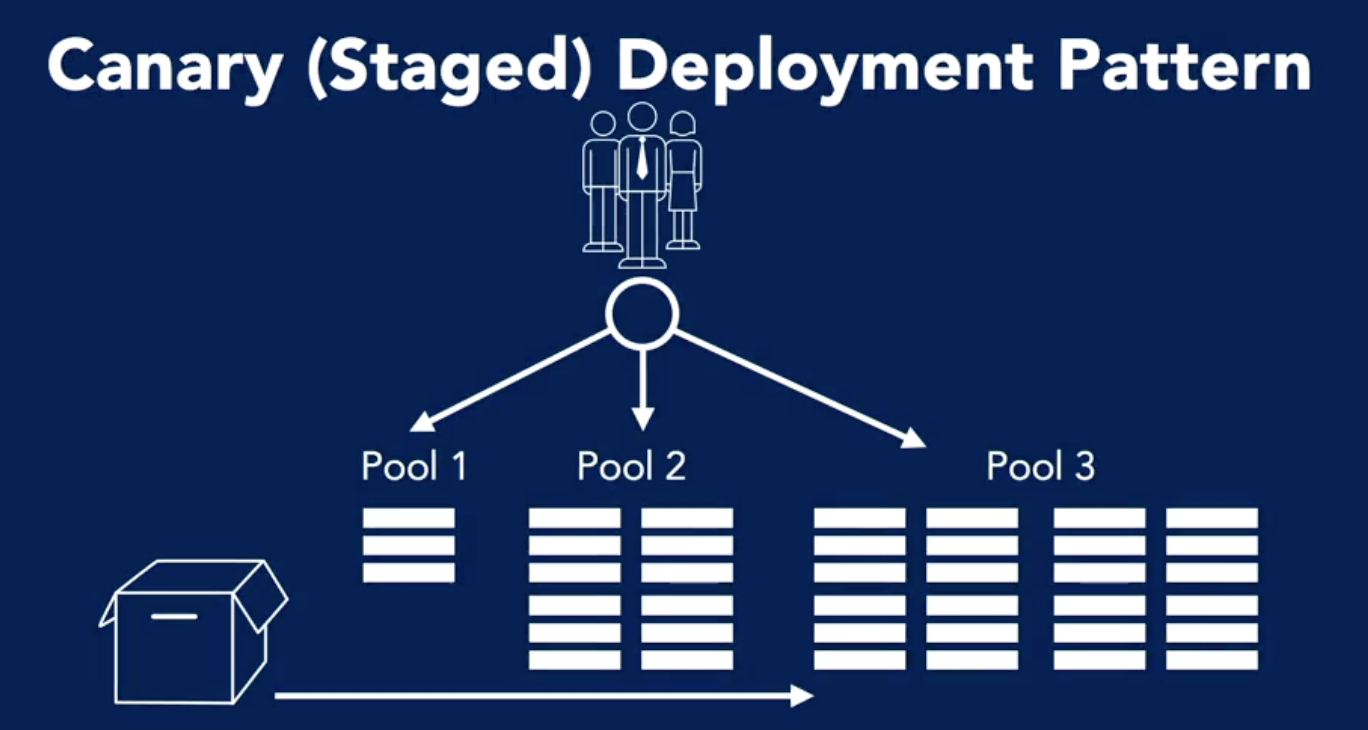 Canary (Staged) Deployment Pattern
Pool 1
Pool 2
Pool 3